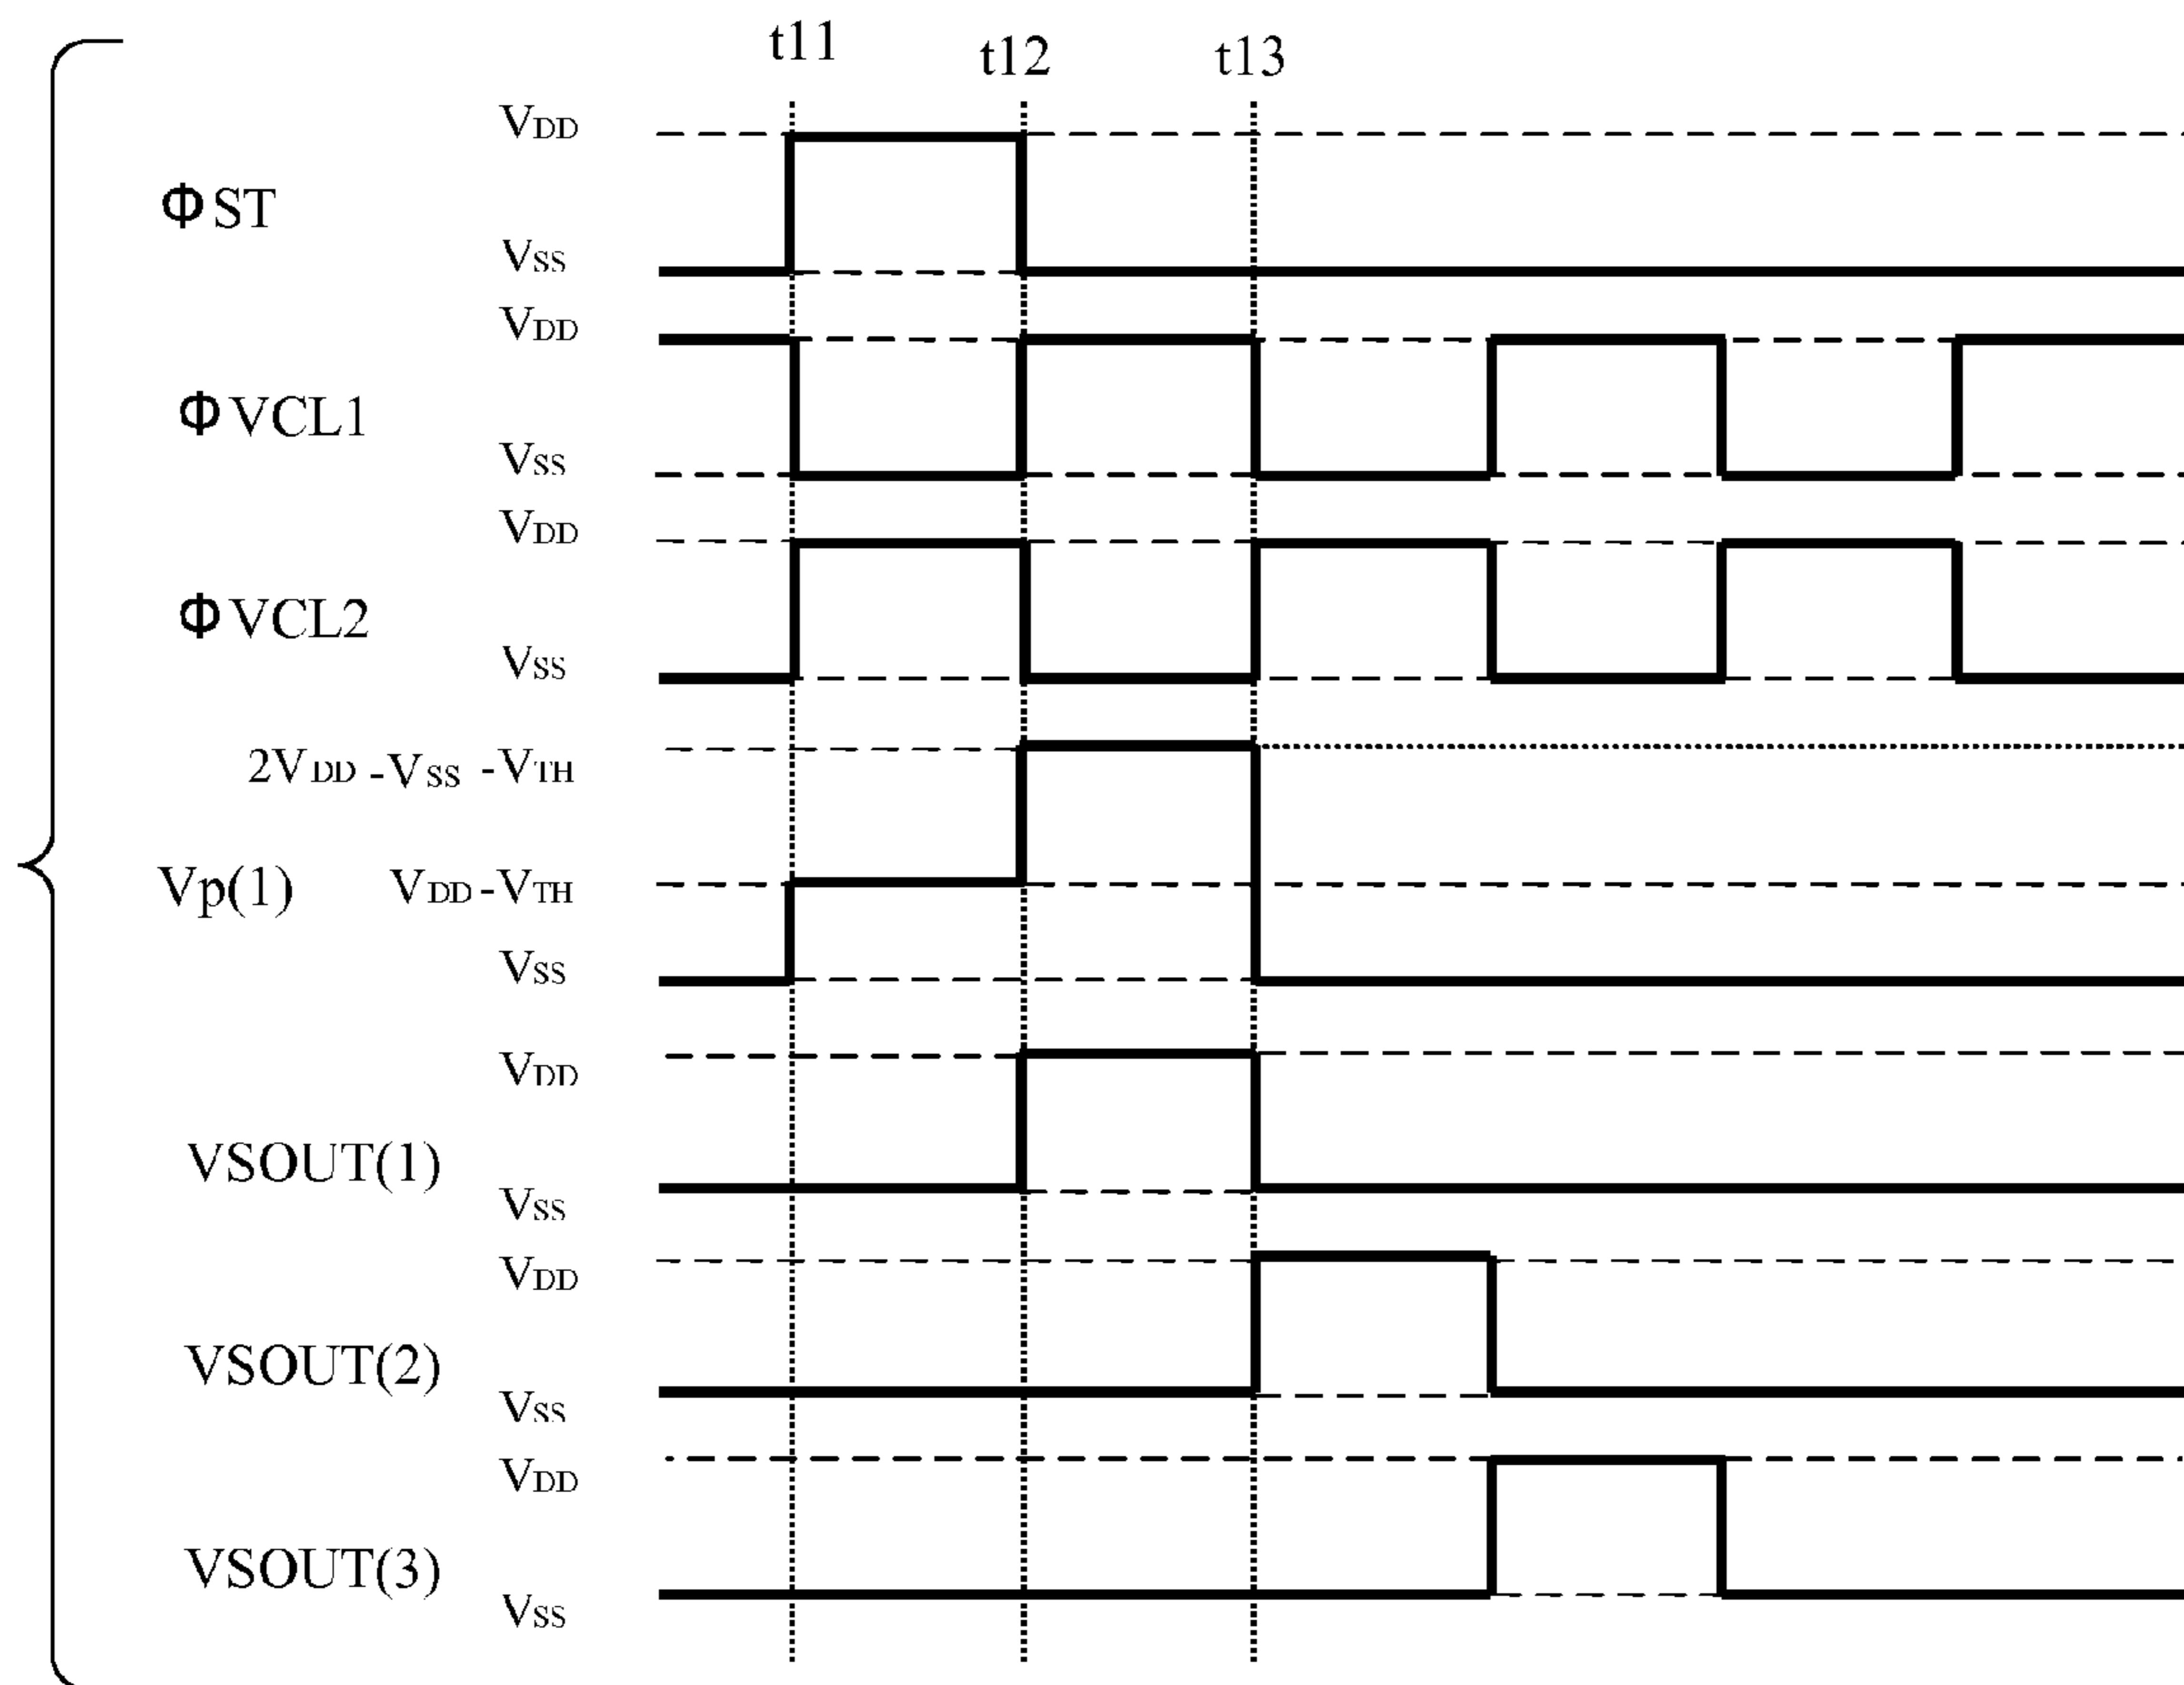 t11 t12 t13
VDD
ΦST
VSS
VDD
ΦVCL1
VSS
VDD
ΦVCL2
VSS
2VDD-VSS-VTH
Vp(1) VDD-VTH
VSS
VDD
VSOUT(1)
VSS
VDD
VSOUT(2)
VSS
VDD
VSOUT(3)
VSS